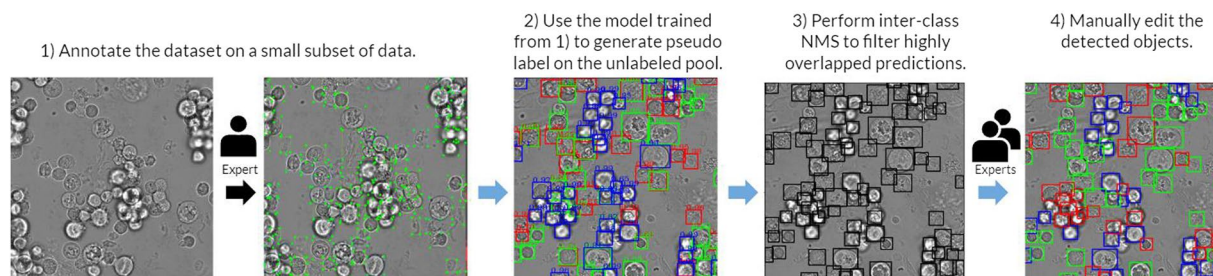 1) Annotate the dataset on a small subset of data.
2) Use the model trained
from 1) to generate pseudo
label on the unlabeled pool.
3) Perform inter-class
NMS to filter highly
overlapped predictions.
4) Manually edit the
detected objects.
Expert
Experts